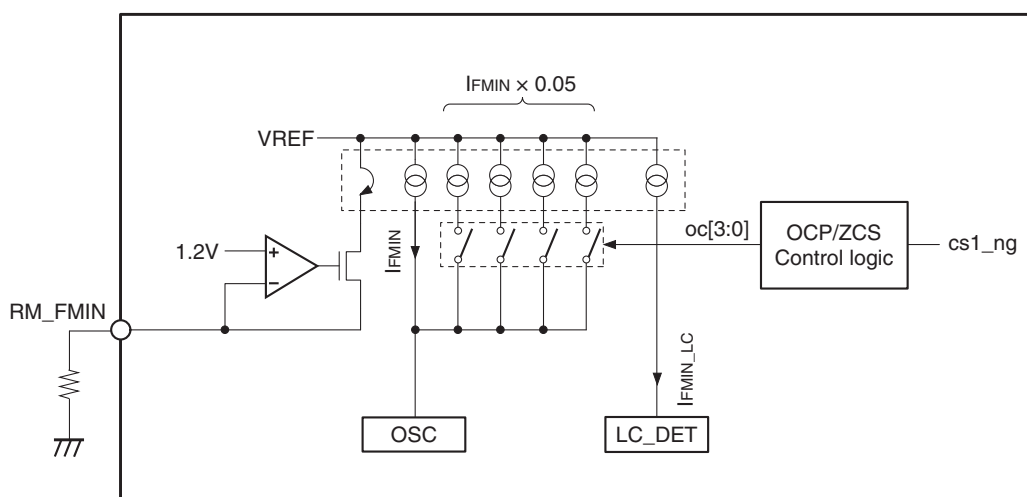 IFMIN × 0.05
VREF
oc[3:0]
OCP/ZCS
Control logic
cs1_ng
1.2V
+
−
IFMIN
RM_FMIN
IFMIN_LC
OSC
LC_DET